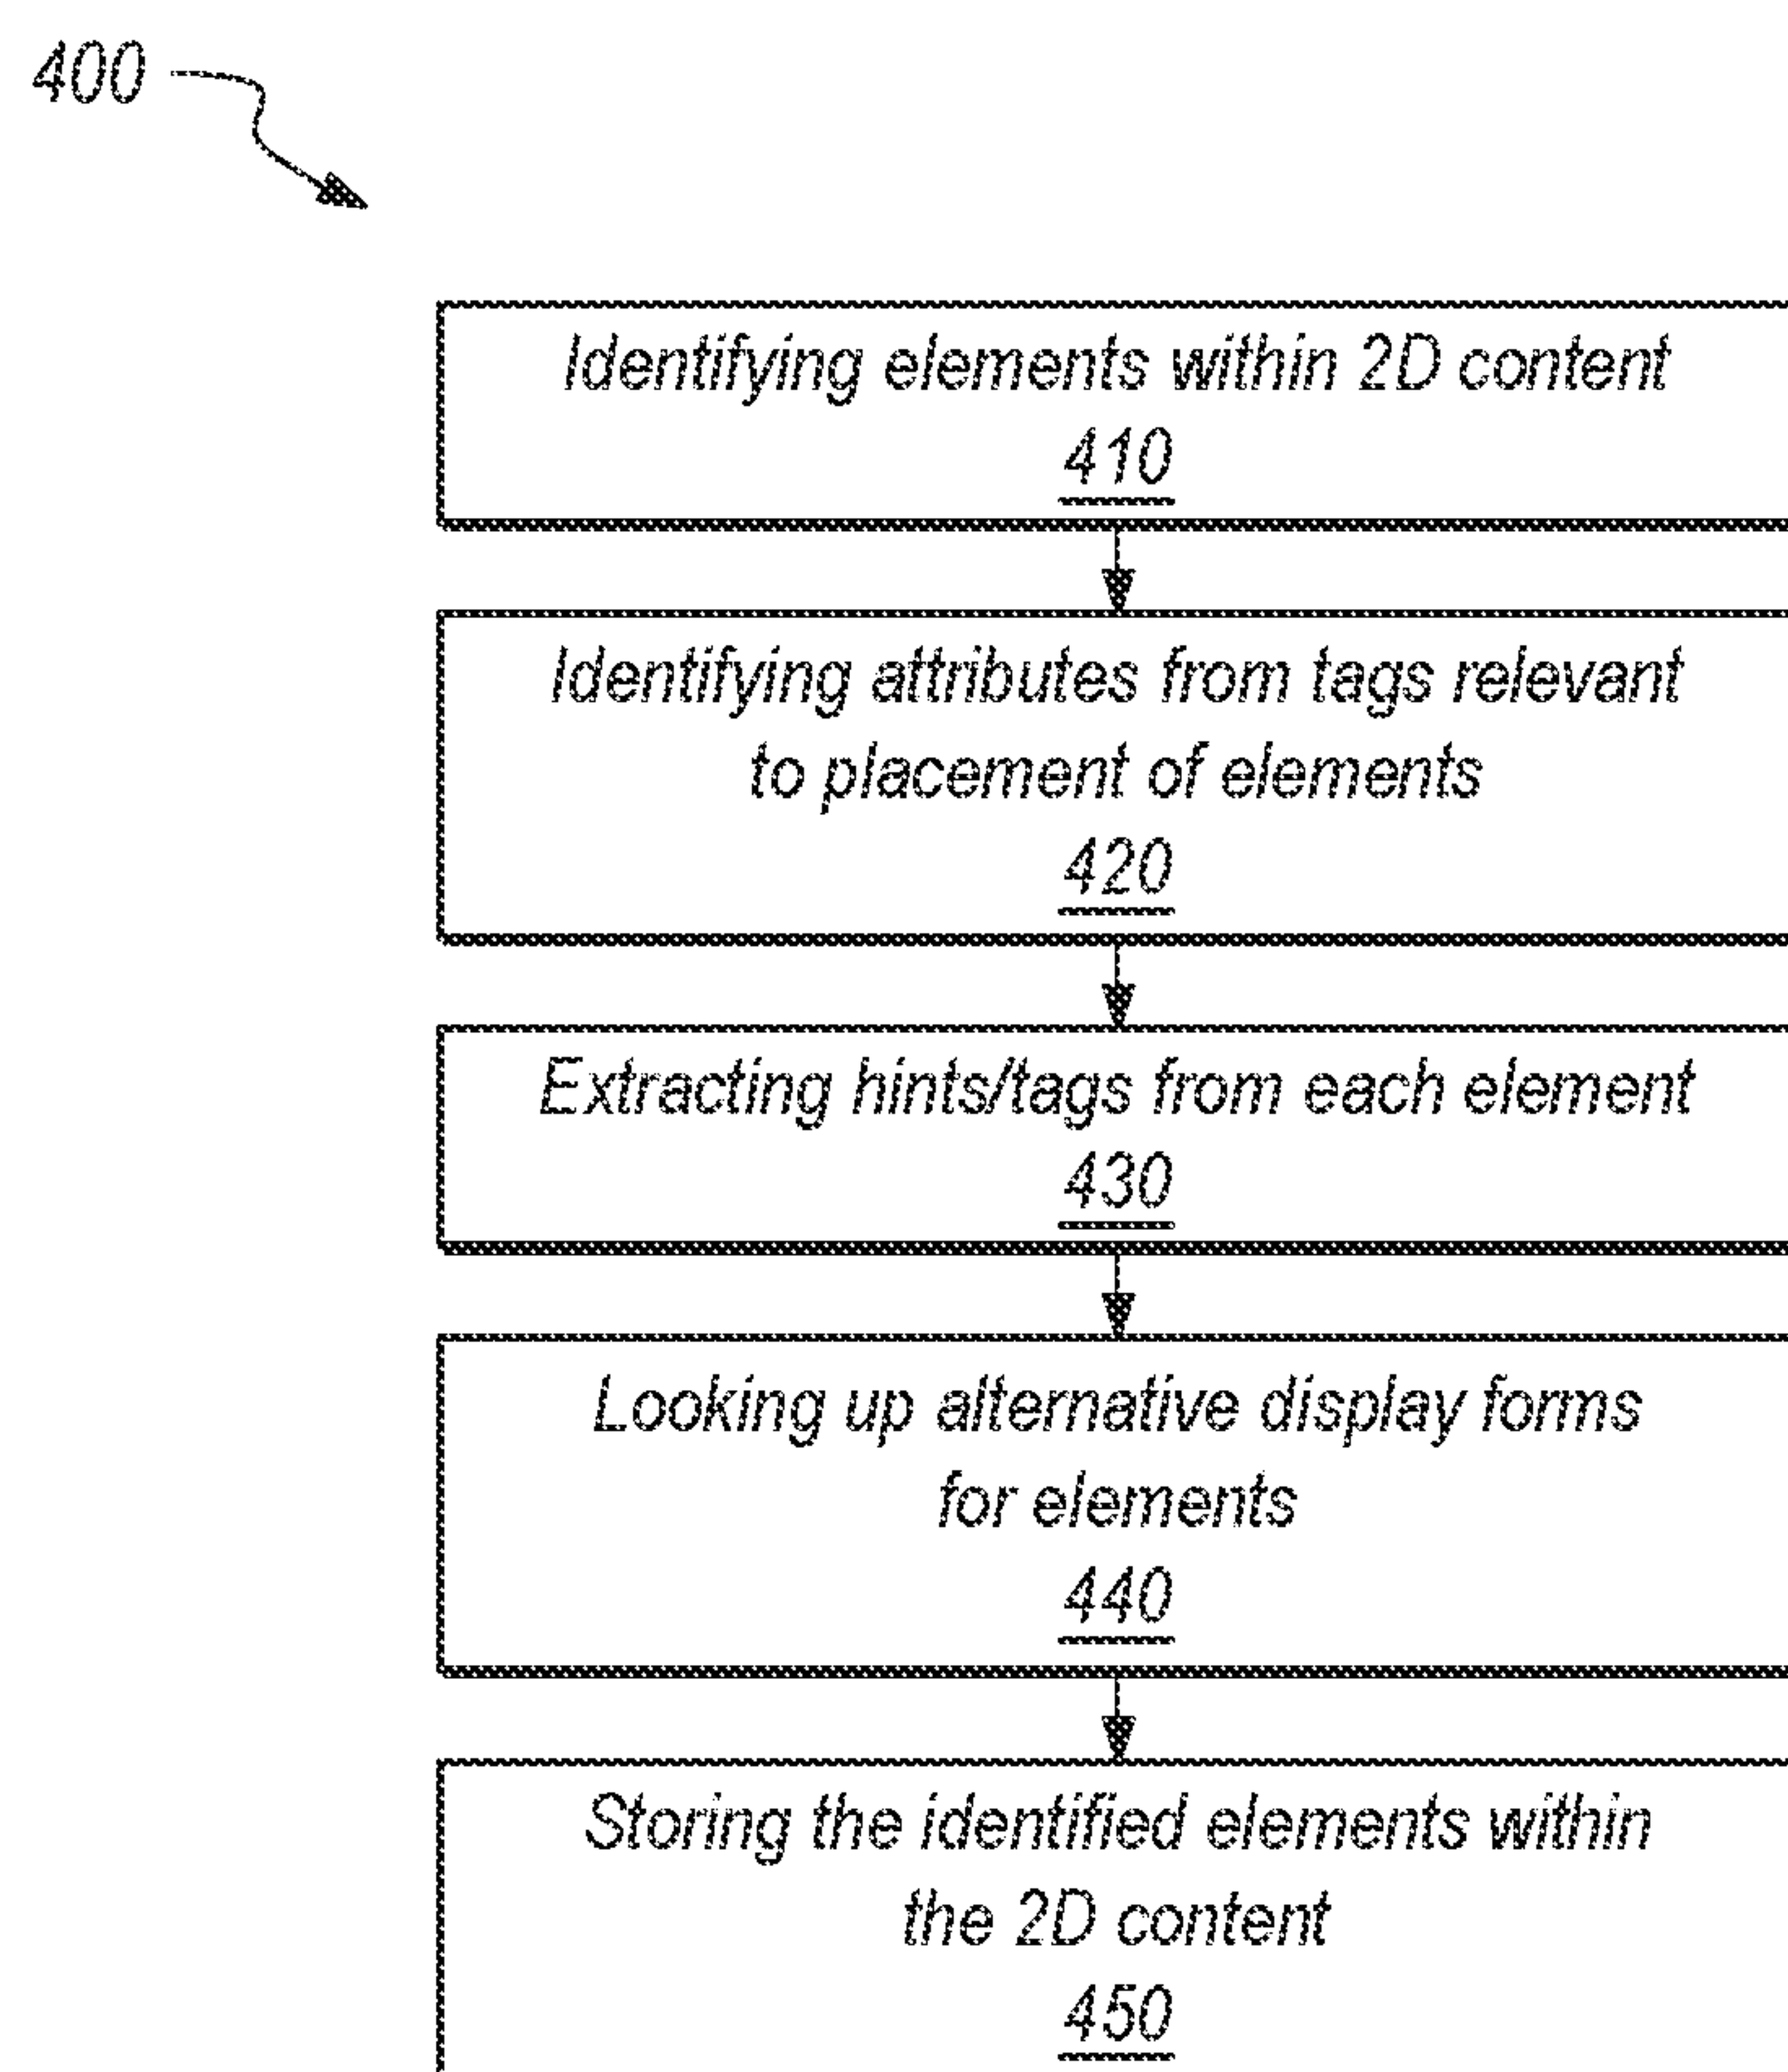 400
Identifying elements within 2D content
410
Identifying attributes from tags relevant
to placement of elements
420
Extracting hints/tags from each element
430
Looking up alternative display forms
for elements
440
Storing the identified elements within
the 2D content
450